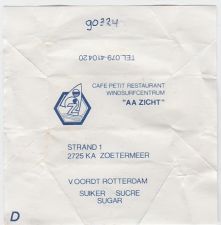 90324
TEL. 079-410420
CAFE PETIT RESTAURANT
WINDSURFCENTRUM
"AA ZICHT"
STRAND 1
2725 KA ZOETERMEER
VOORDT ROTTERDAM
SUIKER SUCRE
SUGAR
D